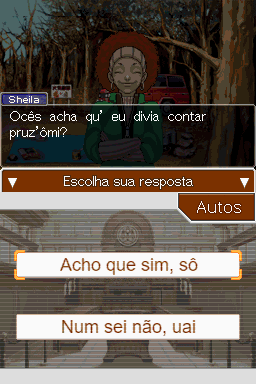 Sheila
Ocês acha qu' eu divia contar
pruz'ômi?
Escolha sua resposta
Autos
Acho que sim, sô
Num sei não, uai